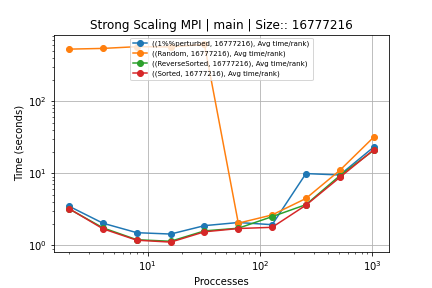 Strong Scaling MPI | main | Size:: 16777216
((1%%perturbed, 16777216), Avg time/rank)
((Random, 16777216), Avg time/rank)
((ReverseSorted, 16777216), Avg time/rank)
((Sorted, 16777216), Avg time/rank)
Time (seconds)
10²
10¹
10⁰
10¹ 10² 10³
Proccesses